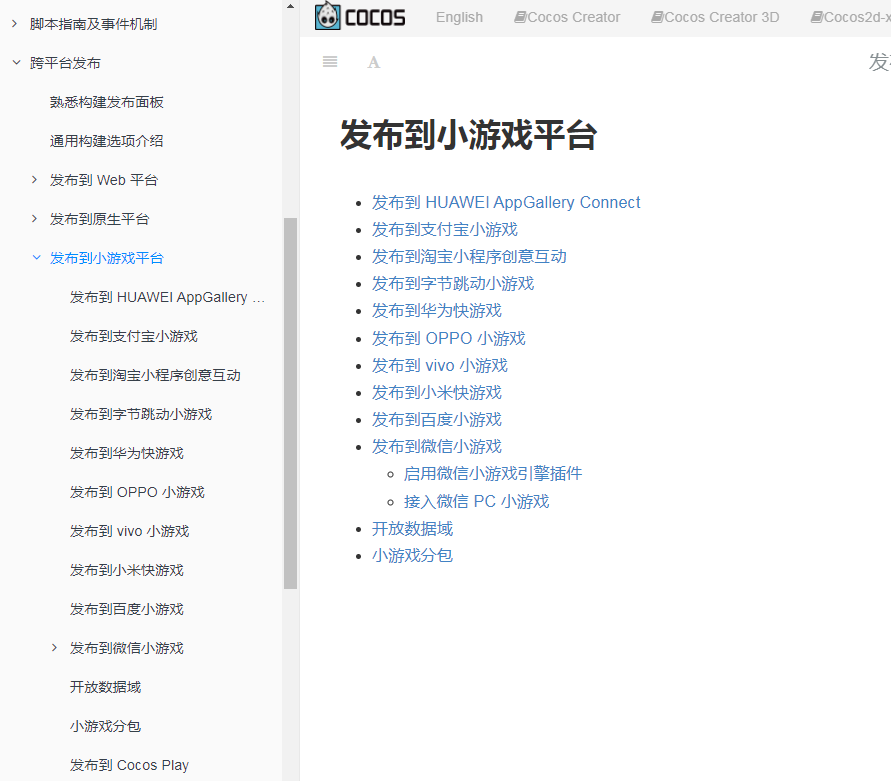 脚本指南及事件机制
跨平台发布
熟悉构建发布面板
通用构建选项介绍
发布到 Web 平台
发布到原生平台
发布到小游戏平台
发布到 HUAWEI AppGallery …
发布到支付宝小游戏
发布到淘宝小程序创意互动
发布到字节跳动小游戏
发布到华为快游戏
发布到 OPPO 小游戏
发布到 vivo 小游戏
发布到小米快游戏
发布到百度小游戏
发布到微信小游戏
开放数据域
小游戏分包
发布到 Cocos Play
COCOS English Cocos Creator Cocos Creator 3D Cocos2d-x
A 发
发布到小游戏平台
发布到 HUAWEI AppGallery Connect
发布到支付宝小游戏
发布到淘宝小程序创意互动
发布到字节跳动小游戏
发布到华为快游戏
发布到 OPPO 小游戏
发布到 vivo 小游戏
发布到小米快游戏
发布到百度小游戏
发布到微信小游戏
启用微信小游戏引擎插件
接入微信 PC 小游戏
开放数据域
小游戏分包